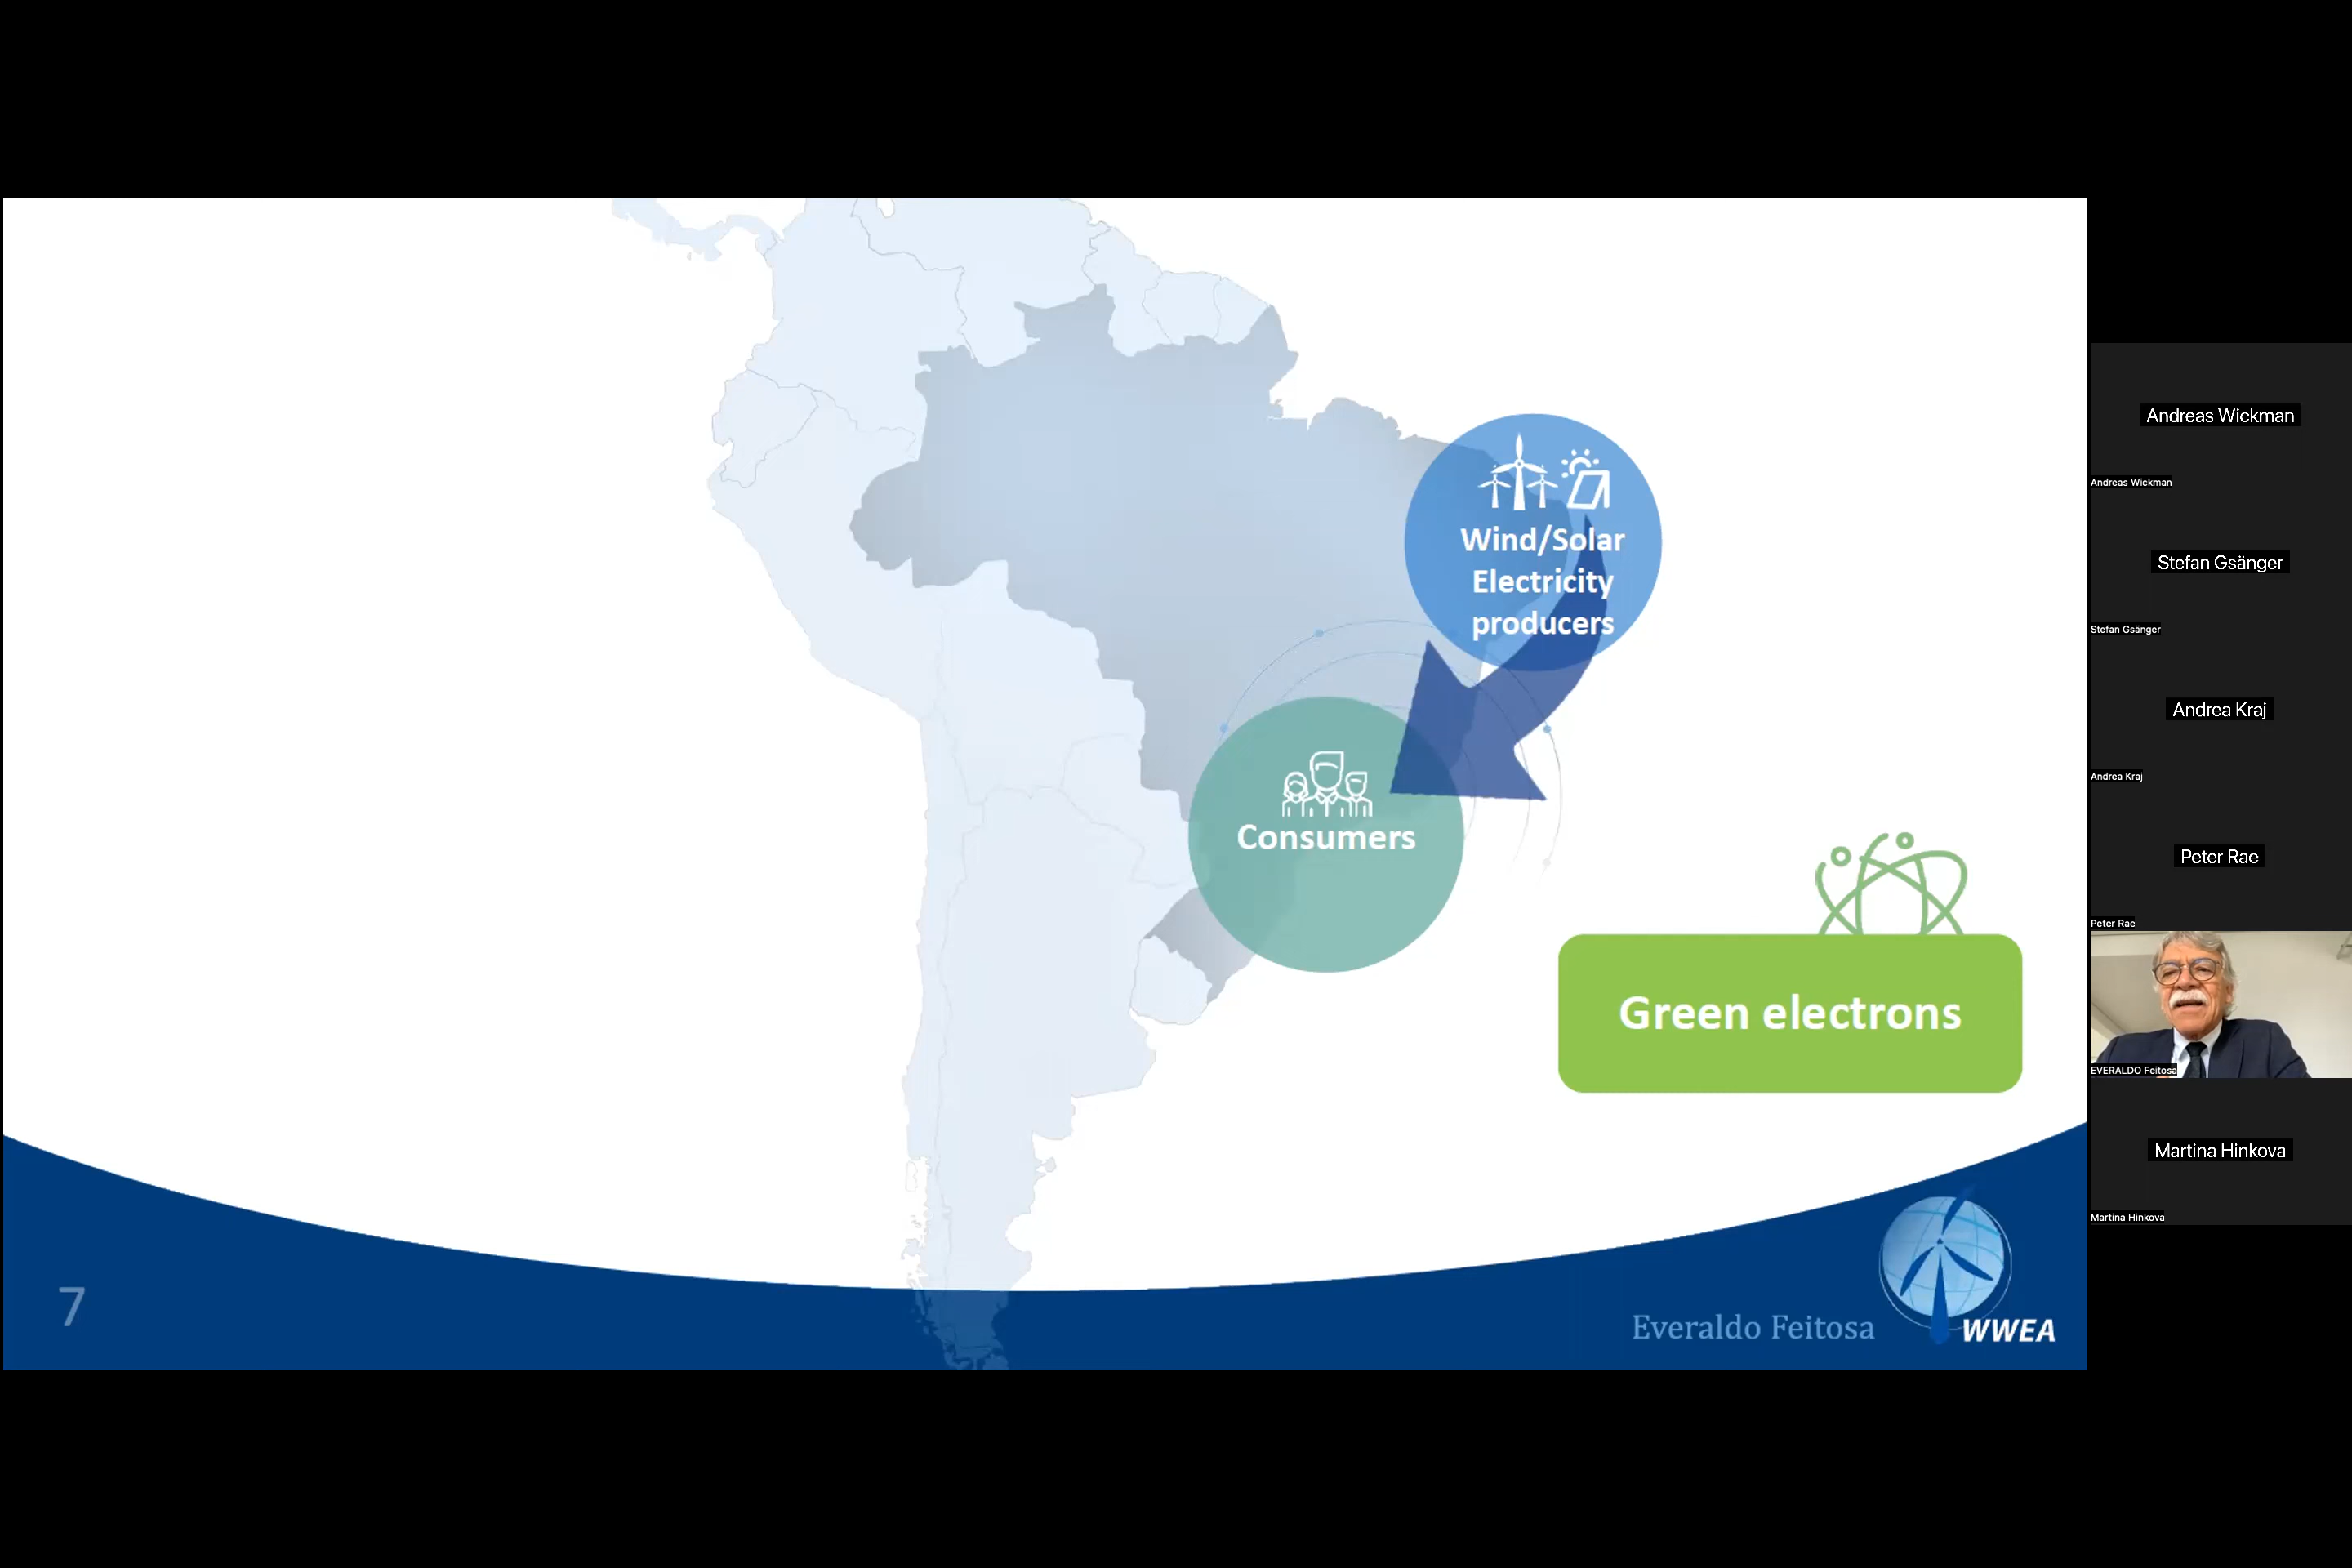 Wind/Solar
Electricity
producers
Consumers
Green electrons
7
Everaldo Feitosa
WWEA
Andreas Wickman
Andreas Wickman
Stefan Gsänger
Stefan Gsänger
Andrea Kraj
Andrea Kraj
Peter Rae
Peter Rae
EVERALDO Feitosa
Martina Hinkova
Martina Hinkova